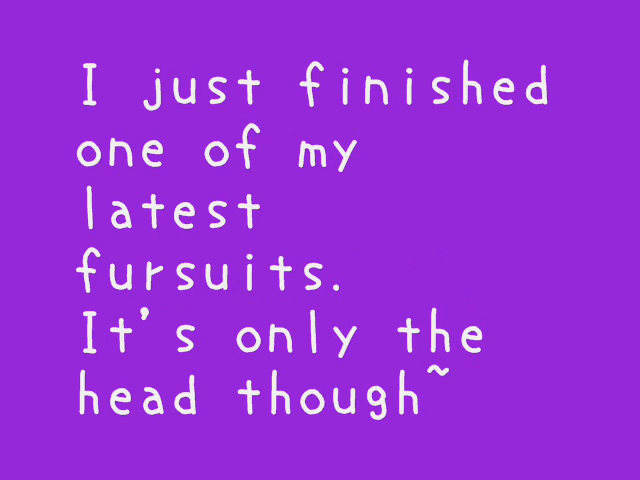 I just finished
one of my
latest
fursuits.
It's only the
head though~